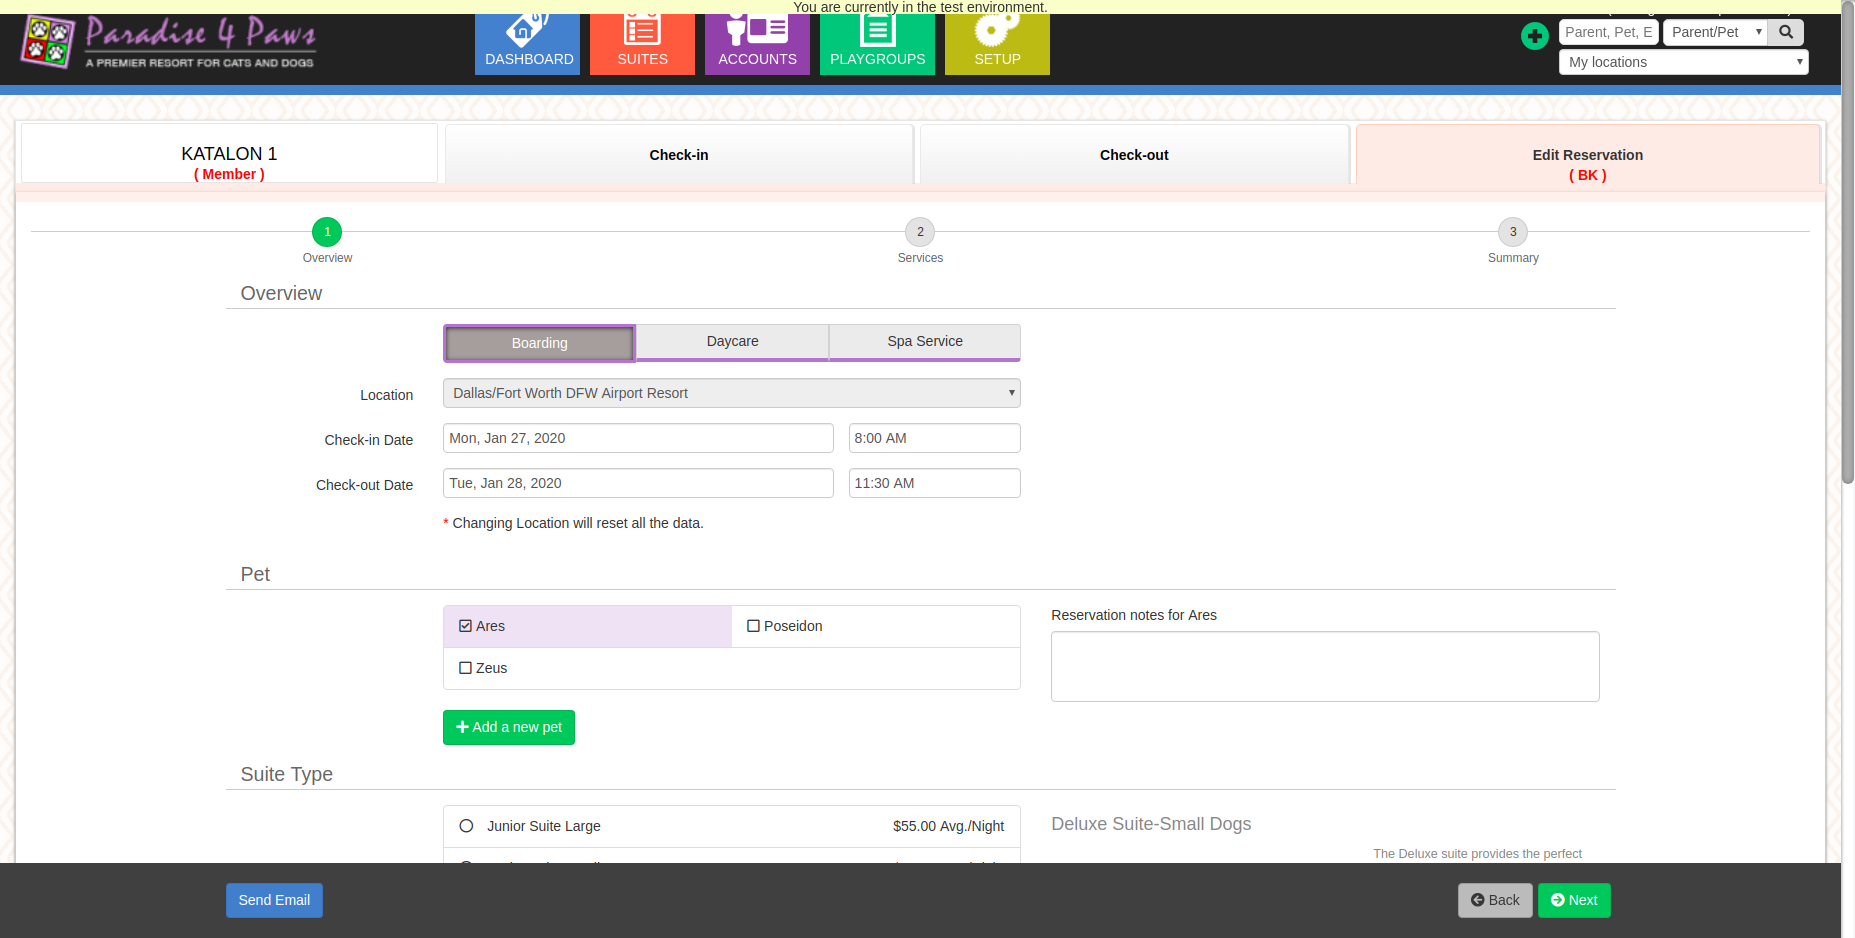 You are currently in the test environment.
Paradise 4 Paws
A PREMIER RESORT FOR CATS AND DOGS
DASHBOARD
SUITES
ACCOUNTS
PLAYGROUPS
SETUP
Parent, Pet, E
Parent/Pet
My locations
KATALON 1
( Member )
Check-in
Check-out
Edit Reservation
( BK )
1
2
3
Overview
Services
Summary
Overview
Boarding
Daycare
Spa Service
Location
Dallas/Fort Worth DFW Airport Resort
Check-in Date
Mon, Jan 27, 2020
8:00 AM
Check-out Date
Tue, Jan 28, 2020
11:30 AM
* Changing Location will reset all the data.
Pet
Ares
Poseidon
Zeus
Reservation notes for Ares
Add a new pet
Suite Type
Junior Suite Large
$55.00 Avg./Night
Deluxe Suite-Small Dogs
The Deluxe suite provides the perfect
Send Email
Back
Next